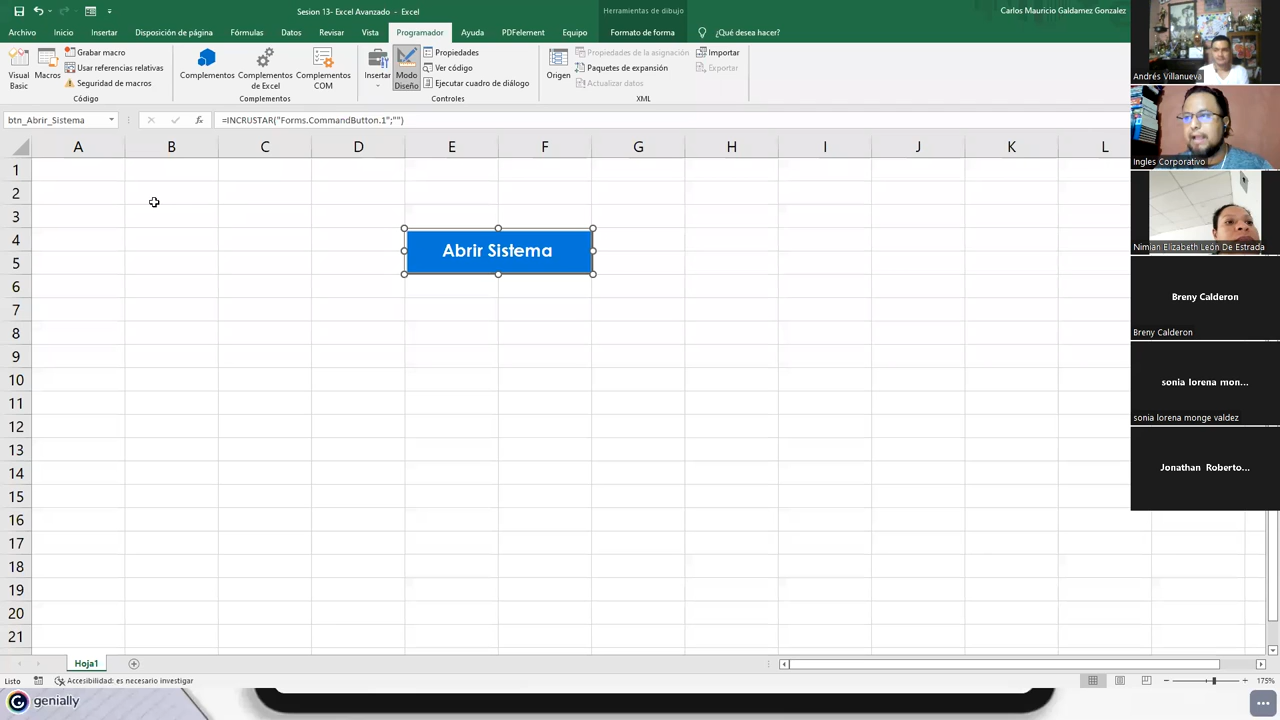 Sesion 13- Excel Avanzado - Excel
Herramientas de dibujo
Carlos Mauricio Galdamez Gonzalez
Archivo
Inicio
Insertar
Disposición de página
Fórmulas
Datos
Revisar
Vista
Programador
Ayuda
PDFelement
Equipo
Formato de forma
¿Qué desea hacer?
Visual Basic
Macros
Grabar macro
Usar referencias relativas
Seguridad de macros
Código
Complementos
Complementos de Excel
Complementos COM
Complementos
Insertar
Modo Diseño
Propiedades
Ver código
Ejecutar cuadro de diálogo
Controles
Origen
Propiedades de la asignación
Paquetes de expansión
Actualizar datos
Importar
Exportar
XML
btn_Abrir_Sistema
=INCRUSTAR("Forms.CommandButton.1";"")
A B C D E F G H I J K L
1
2
3
4
5
6
7
8
9
10
11
12
13
14
15
16
17
18
19
20
21
Abrir Sistema
Hoja1
Listo
Accesibilidad: es necesario investigar
175%
genially
Andrés Villanueva
Ingles Corporativo
Nimian Elizabeth León De Estrada
Breny Calderon
Breny Calderon
sonia lorena mon...
sonia lorena monge valdez
Jonathan Roberto...